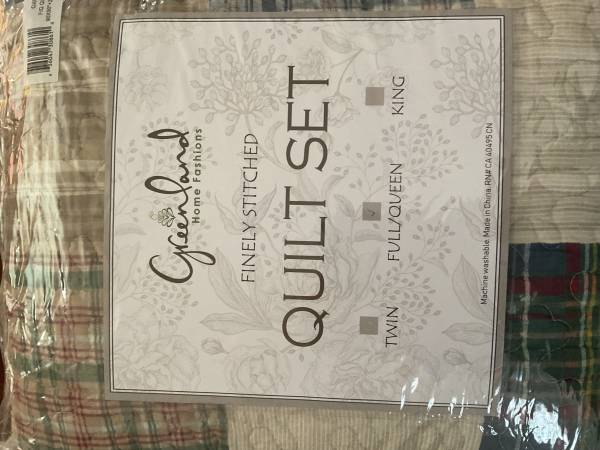 Greenland
Home Fashions
FINELY STITCHED
QUILT SET
TWIN
✓ FULL/QUEEN
KING
Machine washable. Made in China. RN# CA 40495 CN